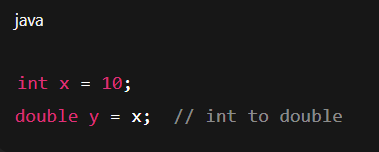 java
int x = 10;
double y = x;  // int to double